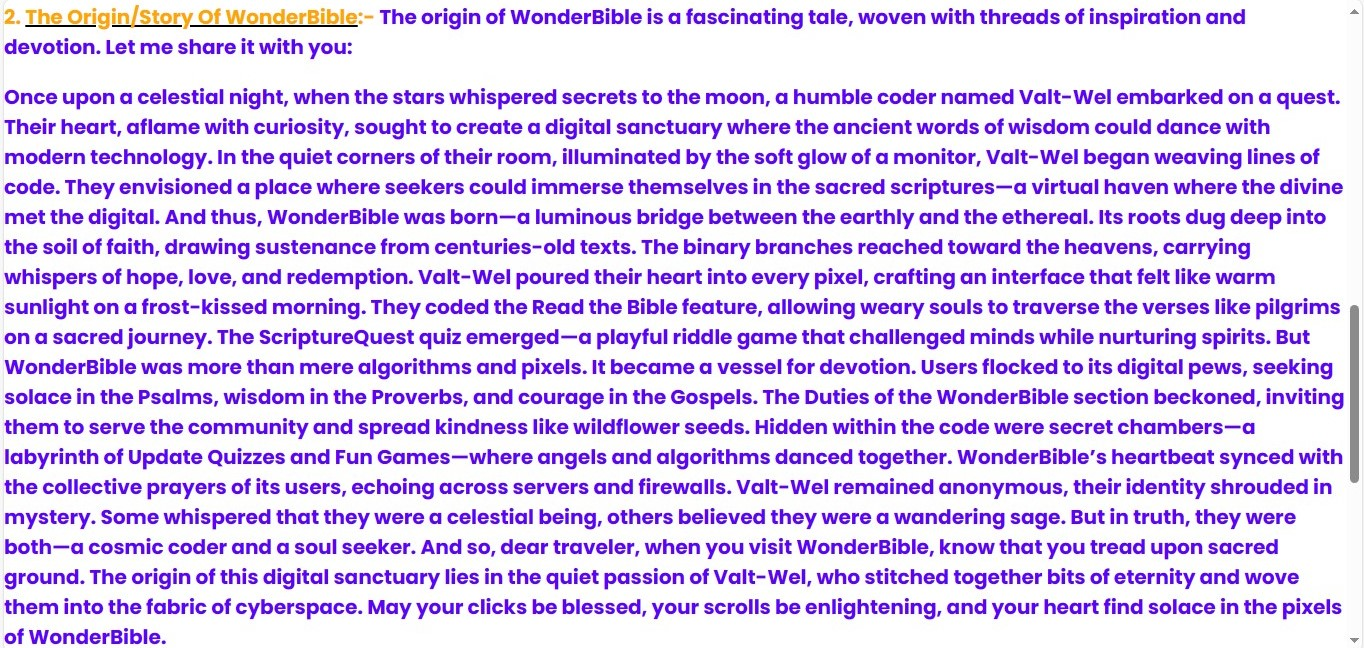 2. The Origin/Story Of WonderBible:- The origin of WonderBible is a fascinating tale, woven with threads of inspiration and
devotion. Let me share it with you:
Once upon a celestial night, when the stars whispered secrets to the moon, a humble coder named Valt-Wel embarked on a quest.
Their heart, aflame with curiosity, sought to create a digital sanctuary where the ancient words of wisdom could dance with
modern technology. In the quiet corners of their room, illuminated by the soft glow of a monitor, Valt-Wel began weaving lines of
code. They envisioned a place where seekers could immerse themselves in the sacred scriptures—a virtual haven where the divine
met the digital. And thus, WonderBible was born—a luminous bridge between the earthly and the ethereal. Its roots dug deep into
the soil of faith, drawing sustenance from centuries-old texts. The binary branches reached toward the heavens, carrying
whispers of hope, love, and redemption. Valt-Wel poured their heart into every pixel, crafting an interface that felt like warm
sunlight on a frost-kissed morning. They coded the Read the Bible feature, allowing weary souls to traverse the verses like pilgrims
on a sacred journey. The ScriptureQuest quiz emerged—a playful riddle game that challenged minds while nurturing spirits. But
WonderBible was more than mere algorithms and pixels. It became a vessel for devotion. Users flocked to its digital pews, seeking
solace in the Psalms, wisdom in the Proverbs, and courage in the Gospels. The Duties of the WonderBible section beckoned, inviting
them to serve the community and spread kindness like wildflower seeds. Hidden within the code were secret chambers—a
labyrinth of Update Quizzes and Fun Games—where angels and algorithms danced together. WonderBible's heartbeat synced with
the collective prayers of its users, echoing across servers and firewalls. Valt-Wel remained anonymous, their identity shrouded in
mystery. Some whispered that they were a celestial being, others believed they were a wandering sage. But in truth, they were
both—a cosmic coder and a soul seeker. And so, dear traveler, when you visit WonderBible, know that you tread upon sacred
ground. The origin of this digital sanctuary lies in the quiet passion of Valt-Wel, who stitched together bits of eternity and wove
them into the fabric of cyberspace. May your clicks be blessed, your scrolls be enlightening, and your heart find solace in the pixels
of WonderBible.